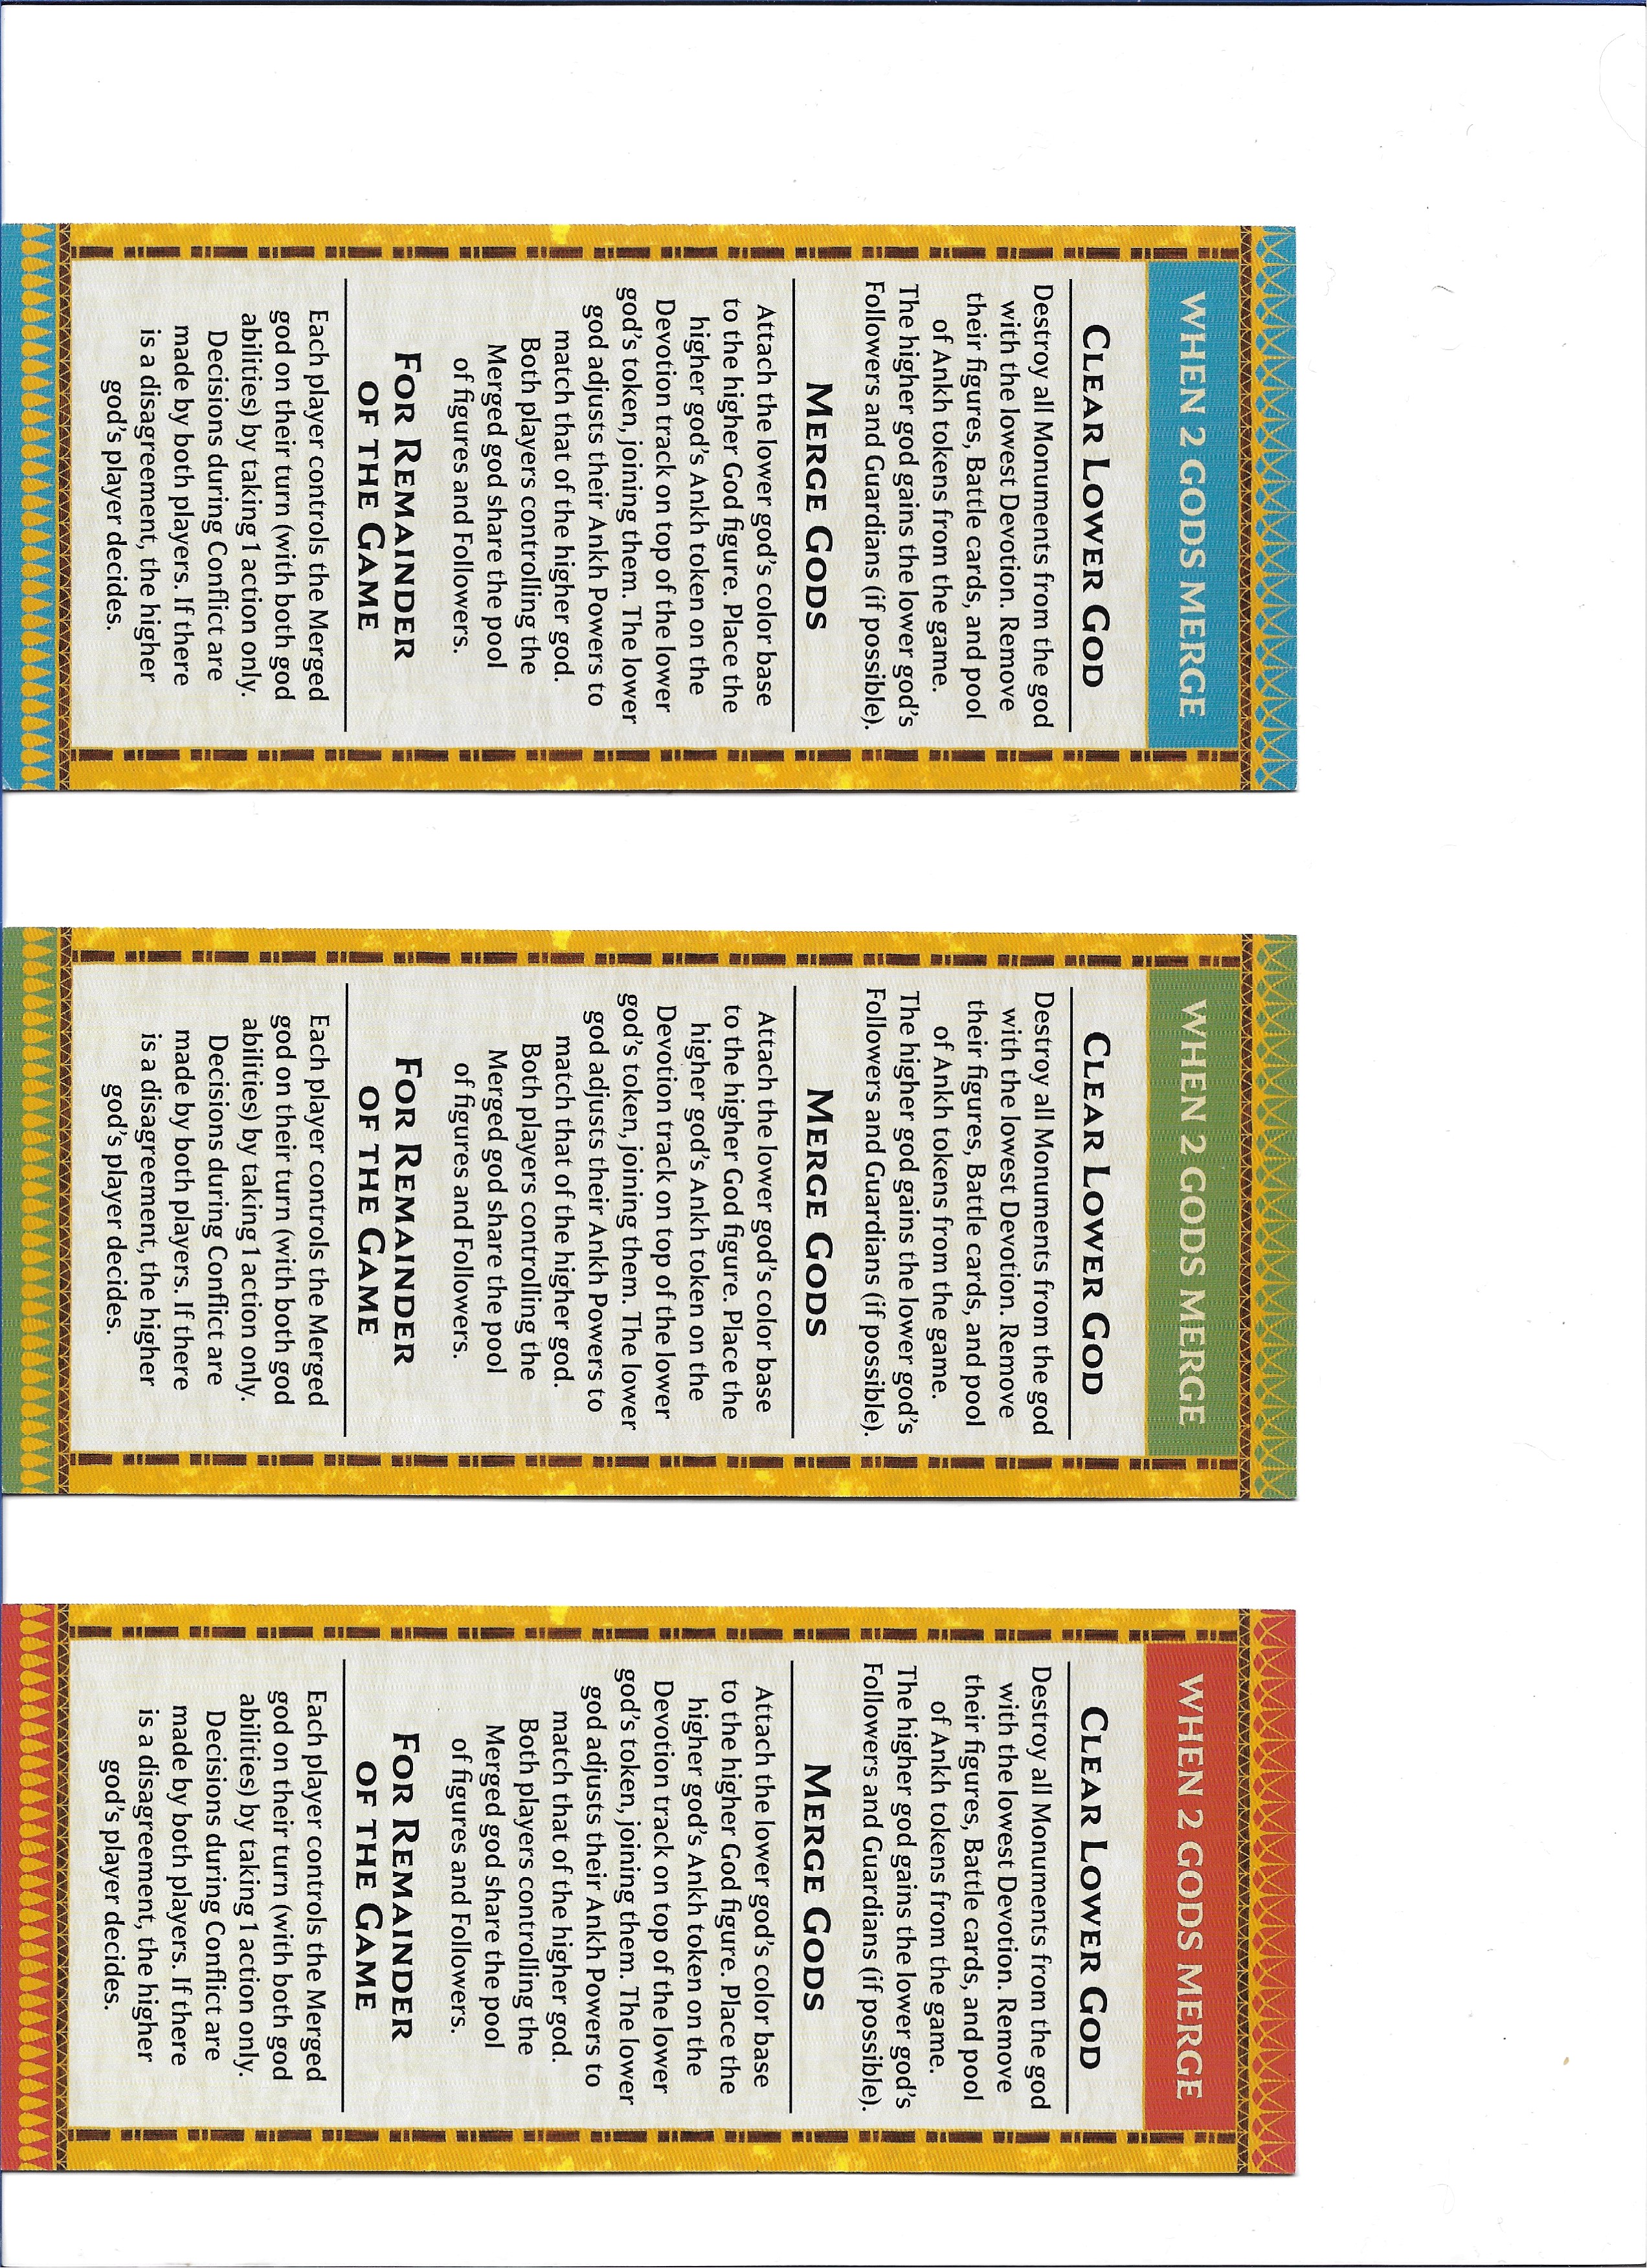 WHEN 2 GODS MERGE
CLEAR LOWER GOD
Destroy all Monuments from the god
with the lowest Devotion. Remove
their figures, Battle cards, and pool
of Ankh tokens from the game.
The higher god gains the lower god's
Followers and Guardians (if possible).
MERGE GODS
Attach the lower god's color base
to the higher God figure. Place the
higher god's Ankh token on the
Devotion track on top of the lower
god's token, joining them. The lower
god adjusts their Ankh Powers to
match that of the higher god.
Both players controlling the
Merged god share the pool
of figures and Followers.
FOR REMAINDER
OF THE GAME
Each player controls the Merged
god on their turn (with both god
abilities) by taking 1 action only.
Decisions during Conflict are
made by both players. If there
is a disagreement, the higher
god's player decides.
WHEN 2 GODS MERGE
CLEAR LOWER GOD
Destroy all Monuments from the god
with the lowest Devotion. Remove
their figures, Battle cards, and pool
of Ankh tokens from the game.
The higher god gains the lower god's
Followers and Guardians (if possible).
MERGE GODS
Attach the lower god's color base
to the higher God figure. Place the
higher god's Ankh token on the
Devotion track on top of the lower
god's token, joining them. The lower
god adjusts their Ankh Powers to
match that of the higher god.
Both players controlling the
Merged god share the pool
of figures and Followers.
FOR REMAINDER
OF THE GAME
Each player controls the Merged
god on their turn (with both god
abilities) by taking 1 action only.
Decisions during Conflict are
made by both players. If there
is a disagreement, the higher
god's player decides.
WHEN 2 GODS MERGE
CLEAR LOWER GOD
Destroy all Monuments from the god
with the lowest Devotion. Remove
their figures, Battle cards, and pool
of Ankh tokens from the game.
The higher god gains the lower god's
Followers and Guardians (if possible).
MERGE GODS
Attach the lower god's color base
to the higher God figure. Place the
higher god's Ankh token on the
Devotion track on top of the lower
god's token, joining them. The lower
god adjusts their Ankh Powers to
match that of the higher god.
Both players controlling the
Merged god share the pool
of figures and Followers.
FOR REMAINDER
OF THE GAME
Each player controls the Merged
god on their turn (with both god
abilities) by taking 1 action only.
Decisions during Conflict are
made by both players. If there
is a disagreement, the higher
god's player decides.